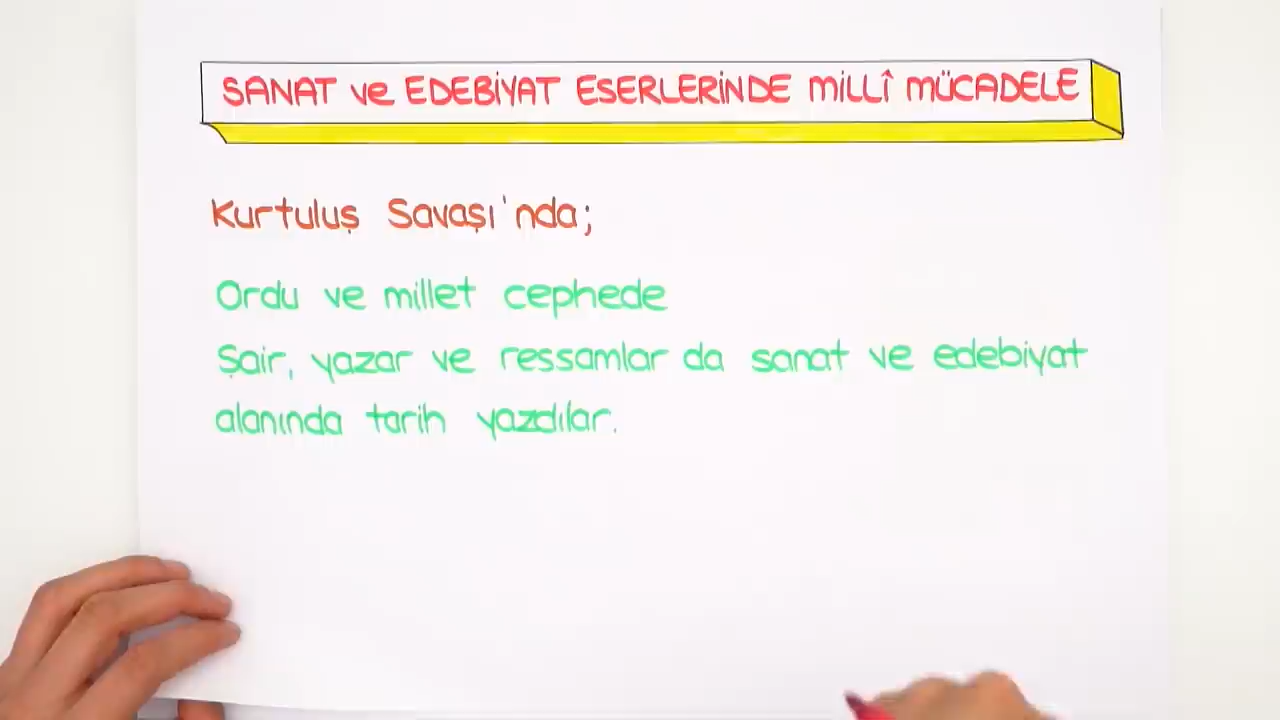 SANAT ve EDEBİYAT ESERLERİNDE MİLLÎ MÜCADELE
Kurtuluş Savaşı'nda;
Ordu ve millet cephede
Şair, yazar ve ressamlar da sanat ve edebiyat
alanında tarih yazdılar.